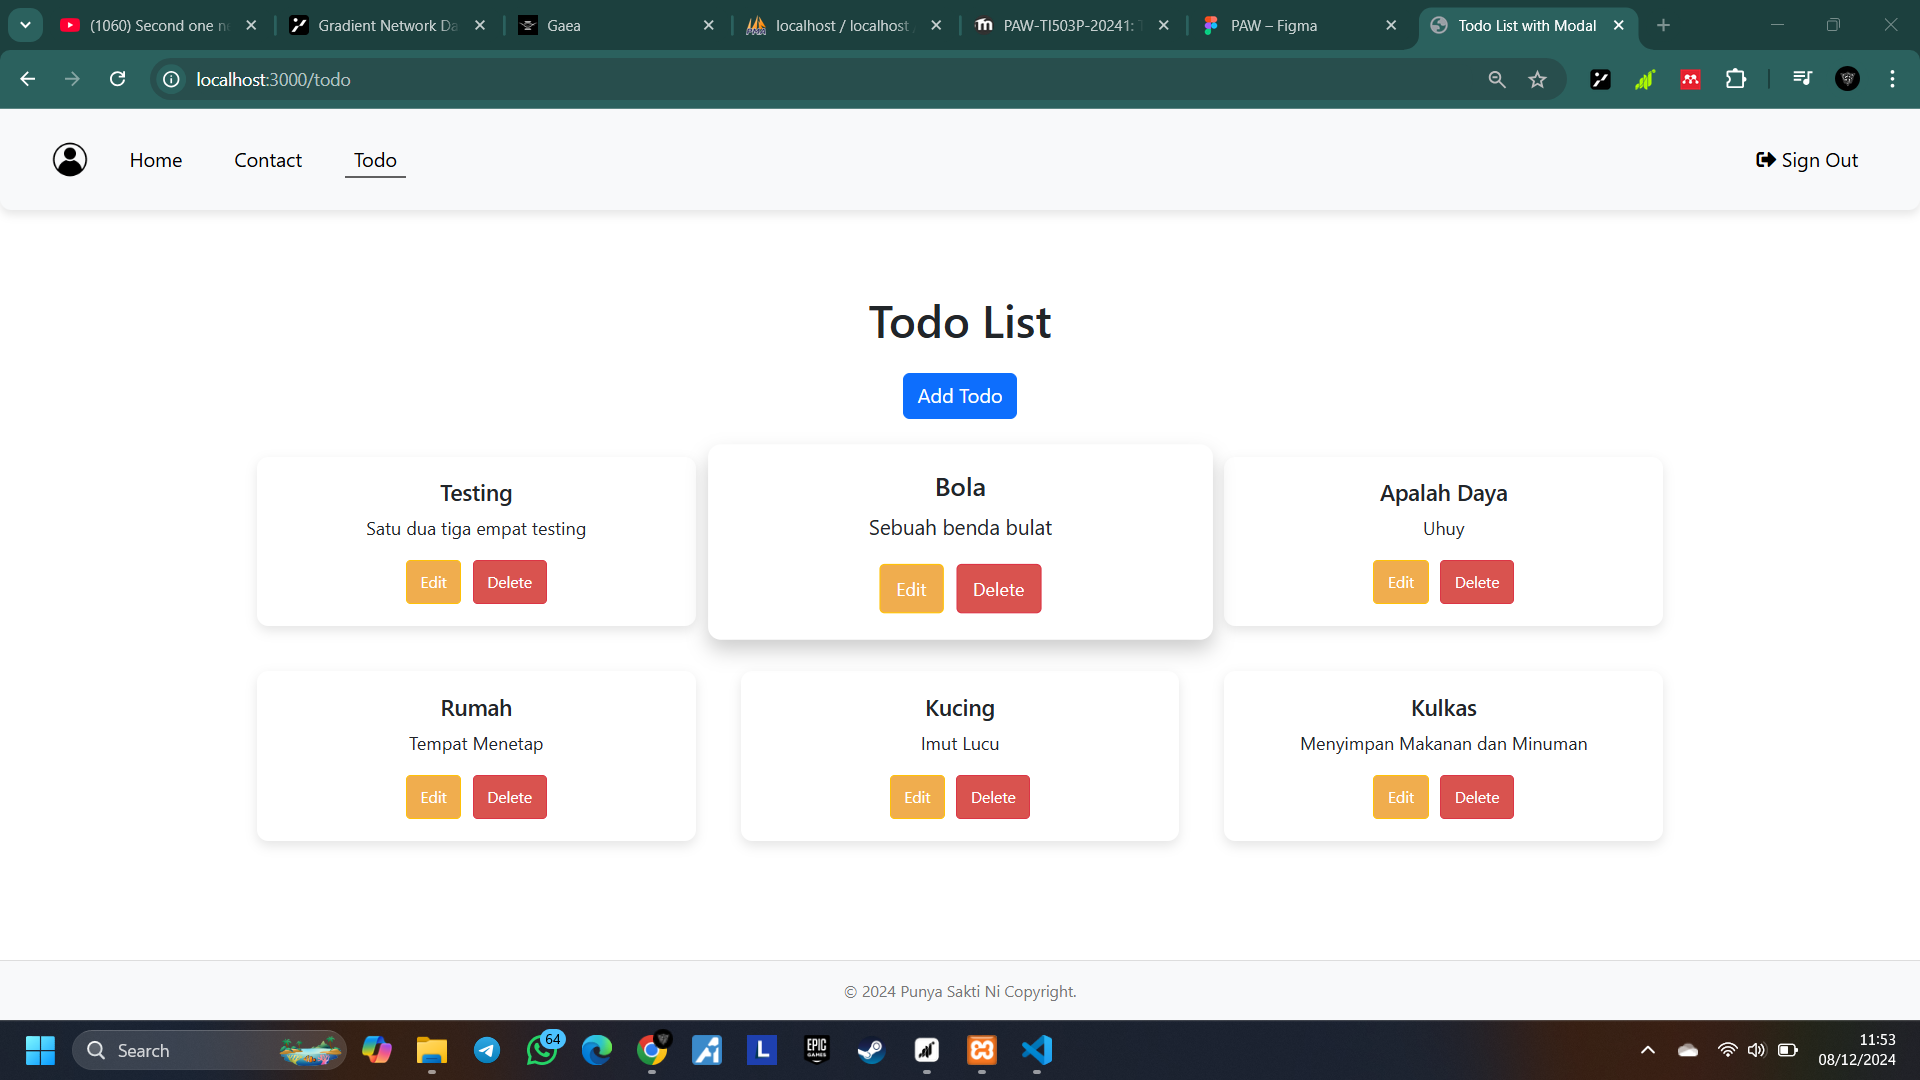 (1060) Second one n
Gradient Network Da
Gaea
localhost / localhost
PAW-TI503P-20241:
PAW – Figma
Todo List with Modal
localhost:3000/todo
Home
Contact
Todo
Sign Out
Todo List
Add Todo
Testing
Satu dua tiga empat testing
Edit
Delete
Bola
Sebuah benda bulat
Edit
Delete
Apalah Daya
Uhuy
Edit
Delete
Rumah
Tempat Menetap
Edit
Delete
Kucing
Imut Lucu
Edit
Delete
Kulkas
Menyimpan Makanan dan Minuman
Edit
Delete
© 2024 Punya Sakti Ni Copyright.
Search
64
L
EPIC
GAMES
11:53
08/12/2024